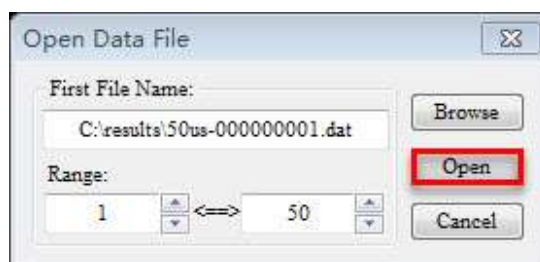 Open Data File
First File Name:
C:\results\50us-000000001.dat
Browse
Range:
Open
1 <==> 50
Cancel